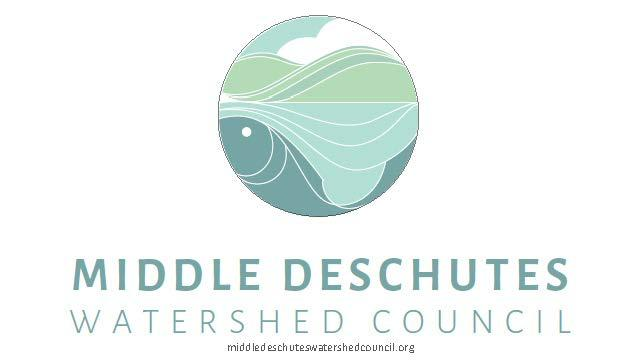 MIDDLE DESCHUTES
WATERSHED COUNCIL
middledeschuteswatershedcouncil.org